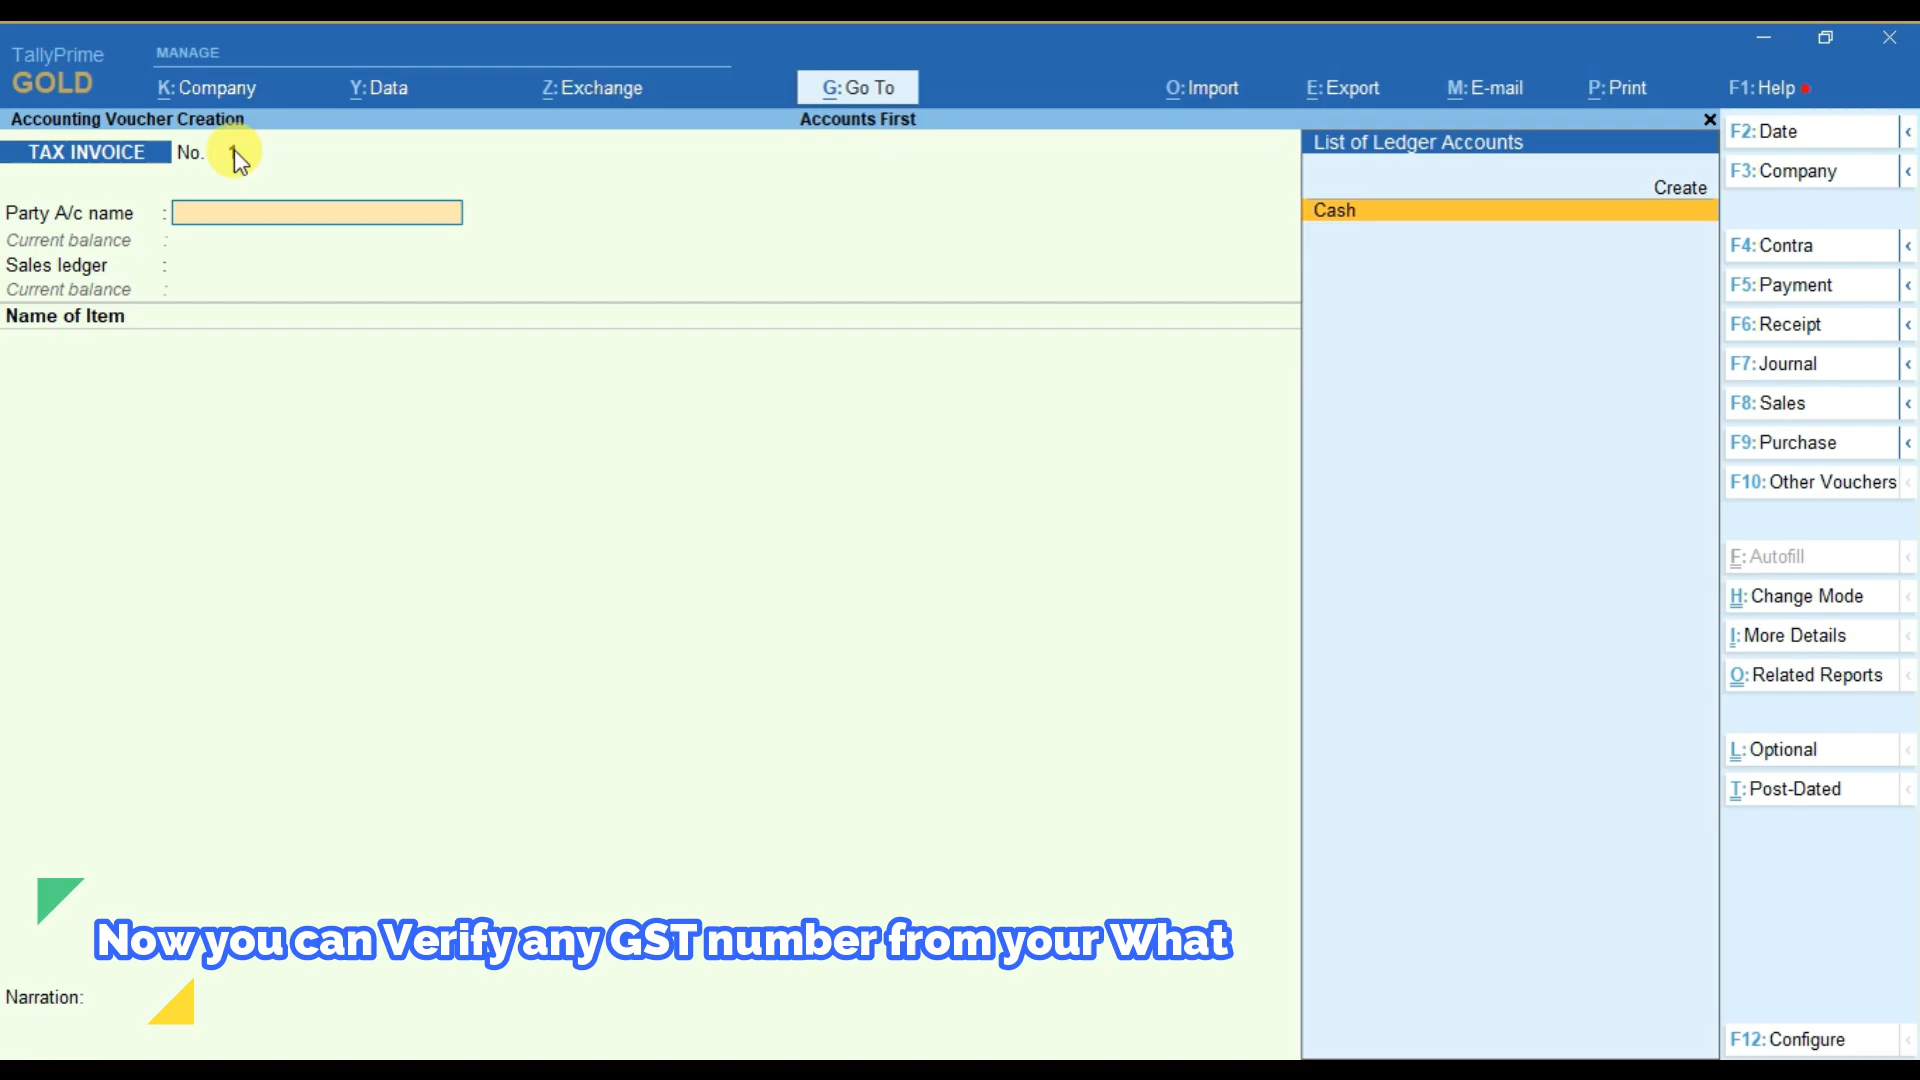 TallyPrime
GOLD
MANAGE
K: Company
Y: Data
Z: Exchange
G: Go To
O: Import
E: Export
M: E-mail
P: Print
F1: Help
Accounting Voucher Creation
Accounts First
TAX INVOICE No.
Party A/c name :
Current balance :
Sales ledger :
Current balance :
Name of Item
Now you can Verify any GST number from your What
Narration:
List of Ledger Accounts
Create
Cash
F2: Date
F3: Company
F4: Contra
F5: Payment
F6: Receipt
F7: Journal
F8: Sales
F9: Purchase
F10: Other Vouchers
F: Autofill
H: Change Mode
I: More Details
O: Related Reports
L: Optional
T: Post-Dated
F12: Configure